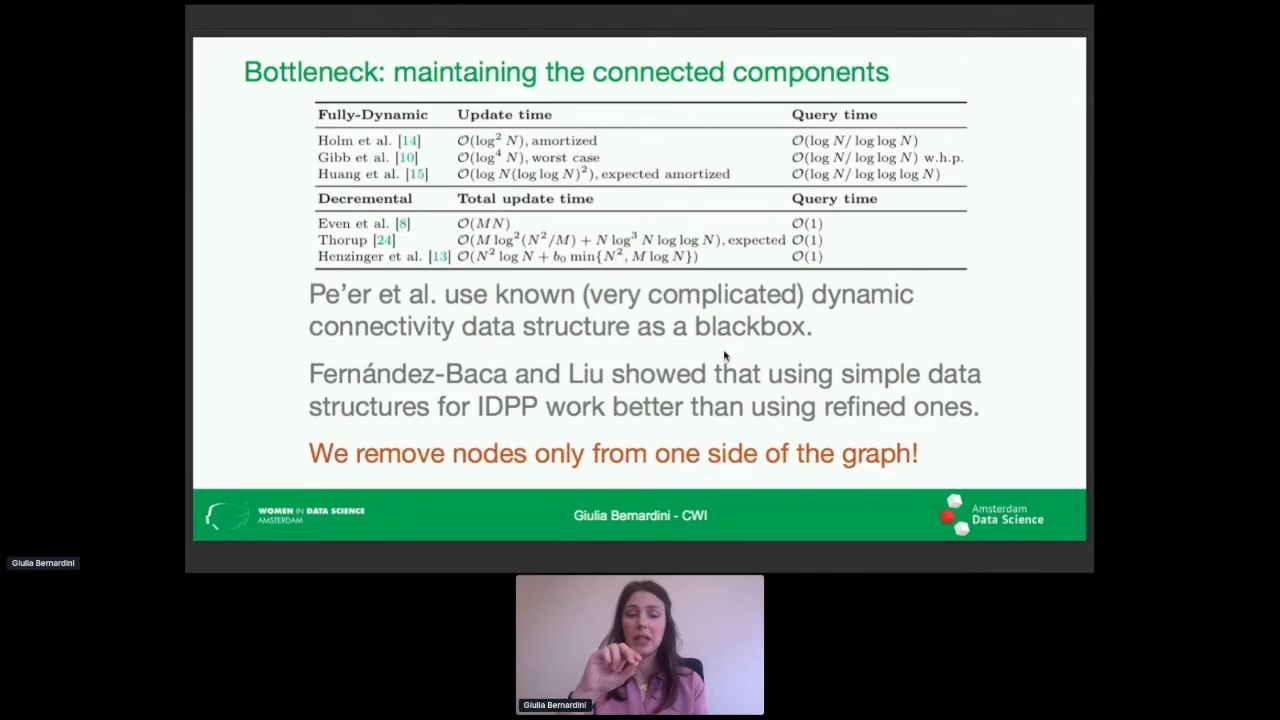 Bottleneck: maintaining the connected components
Fully-Dynamic Update time Query time
Holm et al. [14] O(log² N), amortized O(log N/ log log N)
Gibb et al. [10] O(log⁴ N), worst case O(log N/ log log N) w.h.p.
Huang et al. [15] O(log N(log log N)²), expected amortized O(log N/ log log log N)
Decremental Total update time Query time
Even et al. [8] O(MN) O(1)
Thorup [24] O(M log²(N²/M) + N log³ N log log N), expected O(1)
Henzinger et al. [13] O(N² log N + b₀ min{N², M log N}) O(1)
Pe'er et al. use known (very complicated) dynamic
connectivity data structure as a blackbox.
Fernández-Baca and Liu showed that using simple data
structures for IDPP work better than using refined ones.
We remove nodes only from one side of the graph!
WOMEN IN DATA SCIENCE
AMSTERDAM
Giulia Bernardini - CWI
Amsterdam
Data Science
Giulia Bernardini
Giulia Bernardini